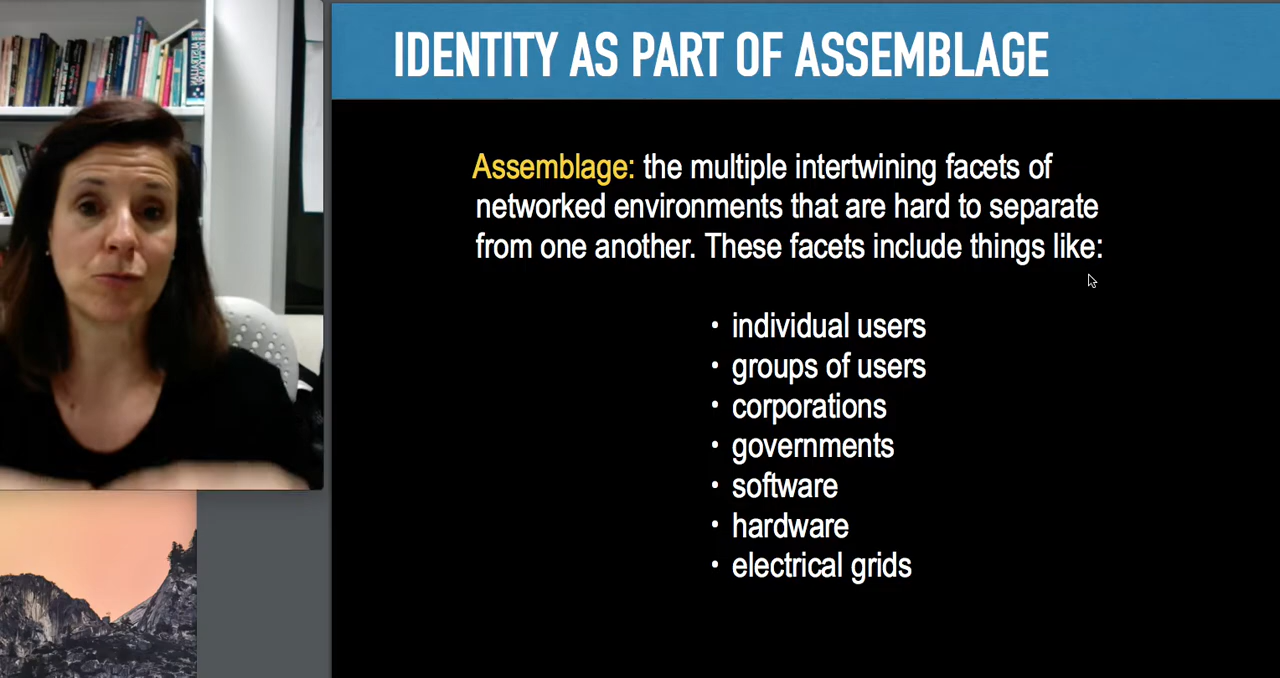 IDENTITY AS PART OF ASSEMBLAGE
Assemblage: the multiple intertwining facets of
networked environments that are hard to separate
from one another. These facets include things like:
• individual users
• groups of users
• corporations
• governments
• software
• hardware
• electrical grids